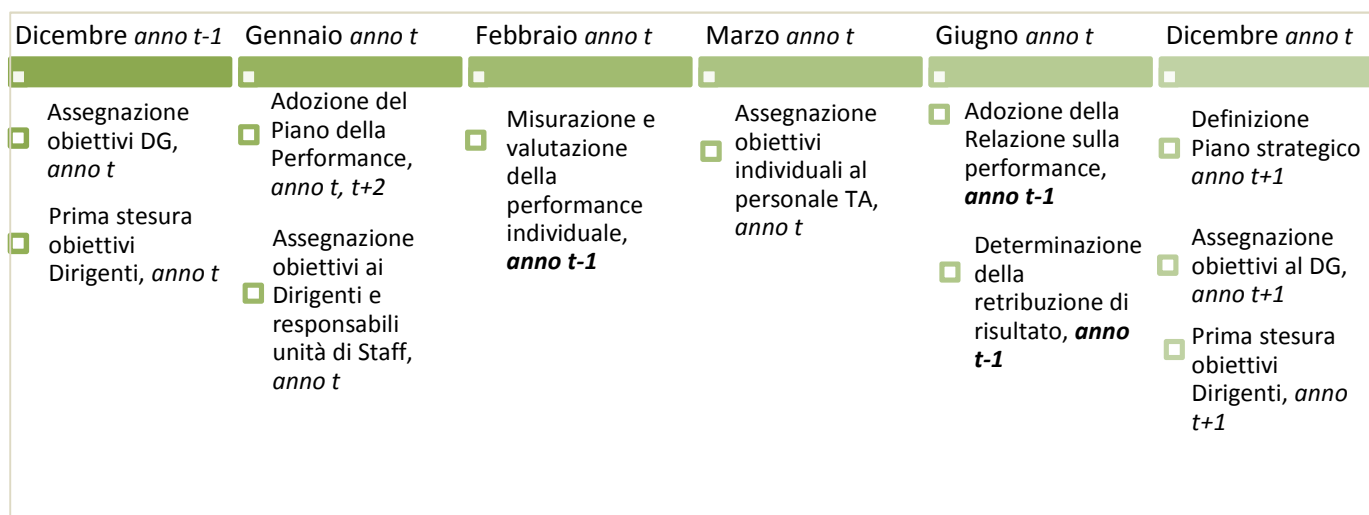 Dicembre anno t-1
Assegnazione
obiettivi DG,
anno t
Prima stesura
obiettivi
Dirigenti, anno t
Gennaio anno t
Adozione del
Piano della
Performance,
anno t, t+2
Assegnazione
obiettivi ai
Dirigenti e
responsabili
unità di Staff,
anno t
Febbraio anno t
Misurazione e
valutazione
della
performance
individuale,
anno t-1
Marzo anno t
Assegnazione
obiettivi
individuali al
personale TA,
anno t
Giugno anno t
Adozione della
Relazione sulla
performance,
anno t-1
Determinazione
della
retribuzione di
risultato, anno
t-1
Dicembre anno t
Definizione
Piano strategico
anno t+1
Assegnazione
obiettivi al DG,
anno t+1
Prima stesura
obiettivi
Dirigenti, anno
t+1